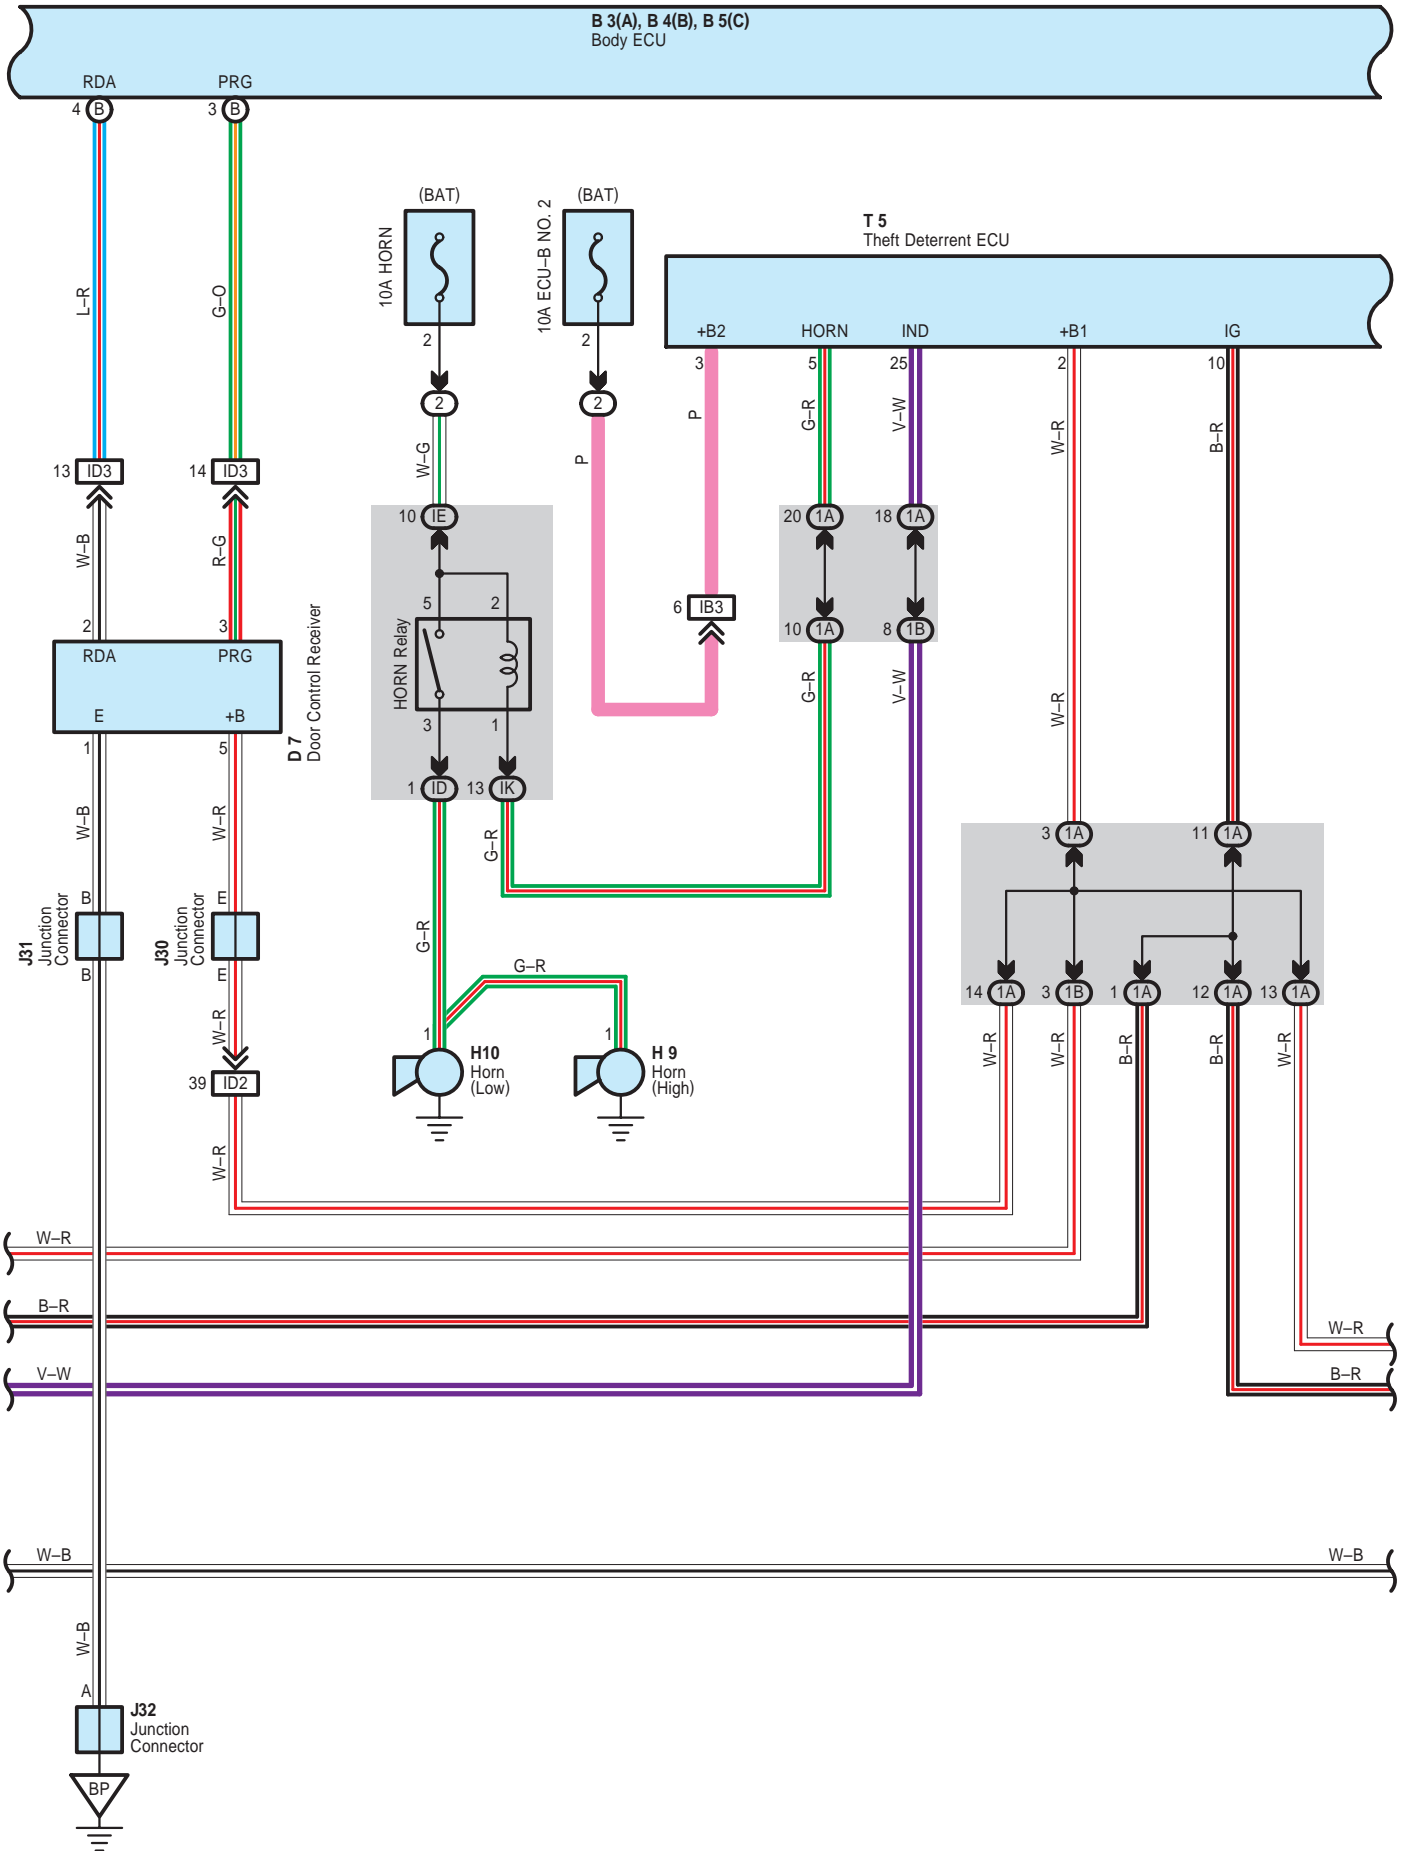 B 3(A), B 4(B), B 5(C)
Body ECU
RDA
PRG
4 B
3 B
L–R
G–O
(BAT)
(BAT)
10A HORN
10A ECU–B NO. 2
T 5
Theft Deterrent ECU
+B2
HORN
IND
+B1
IG
2
2
3
5
25
2
10
2
2
P
P
G–R
V–W
W–R
B–R
W–G
13 ID3
14 ID3
W–B
R–G
10 IE
20 1A
18 1A
5
2
HORN Relay
6 IB3
10 1A
8 1B
2
3
RDA
PRG
E
+B
D 7
Door Control Receiver
3
1
G–R
V–W
W–R
1
5
1 ID
13 IK
W–B
W–R
G–R
3 1A
11 1A
B
E
J31
Junction
Connector
J30
Junction
Connector
B
E
G–R
G–R
W–R
14 1A
3 1B
1 1A
12 1A
13 1A
1
1
H10
Horn
(Low)
H 9
Horn
(High)
W–R
W–R
B–R
B–R
W–R
39 ID2
W–R
W–R
B–R
W–R
V–W
B–R
W–B
W–B
W–B
A
J32
Junction
Connector
BP